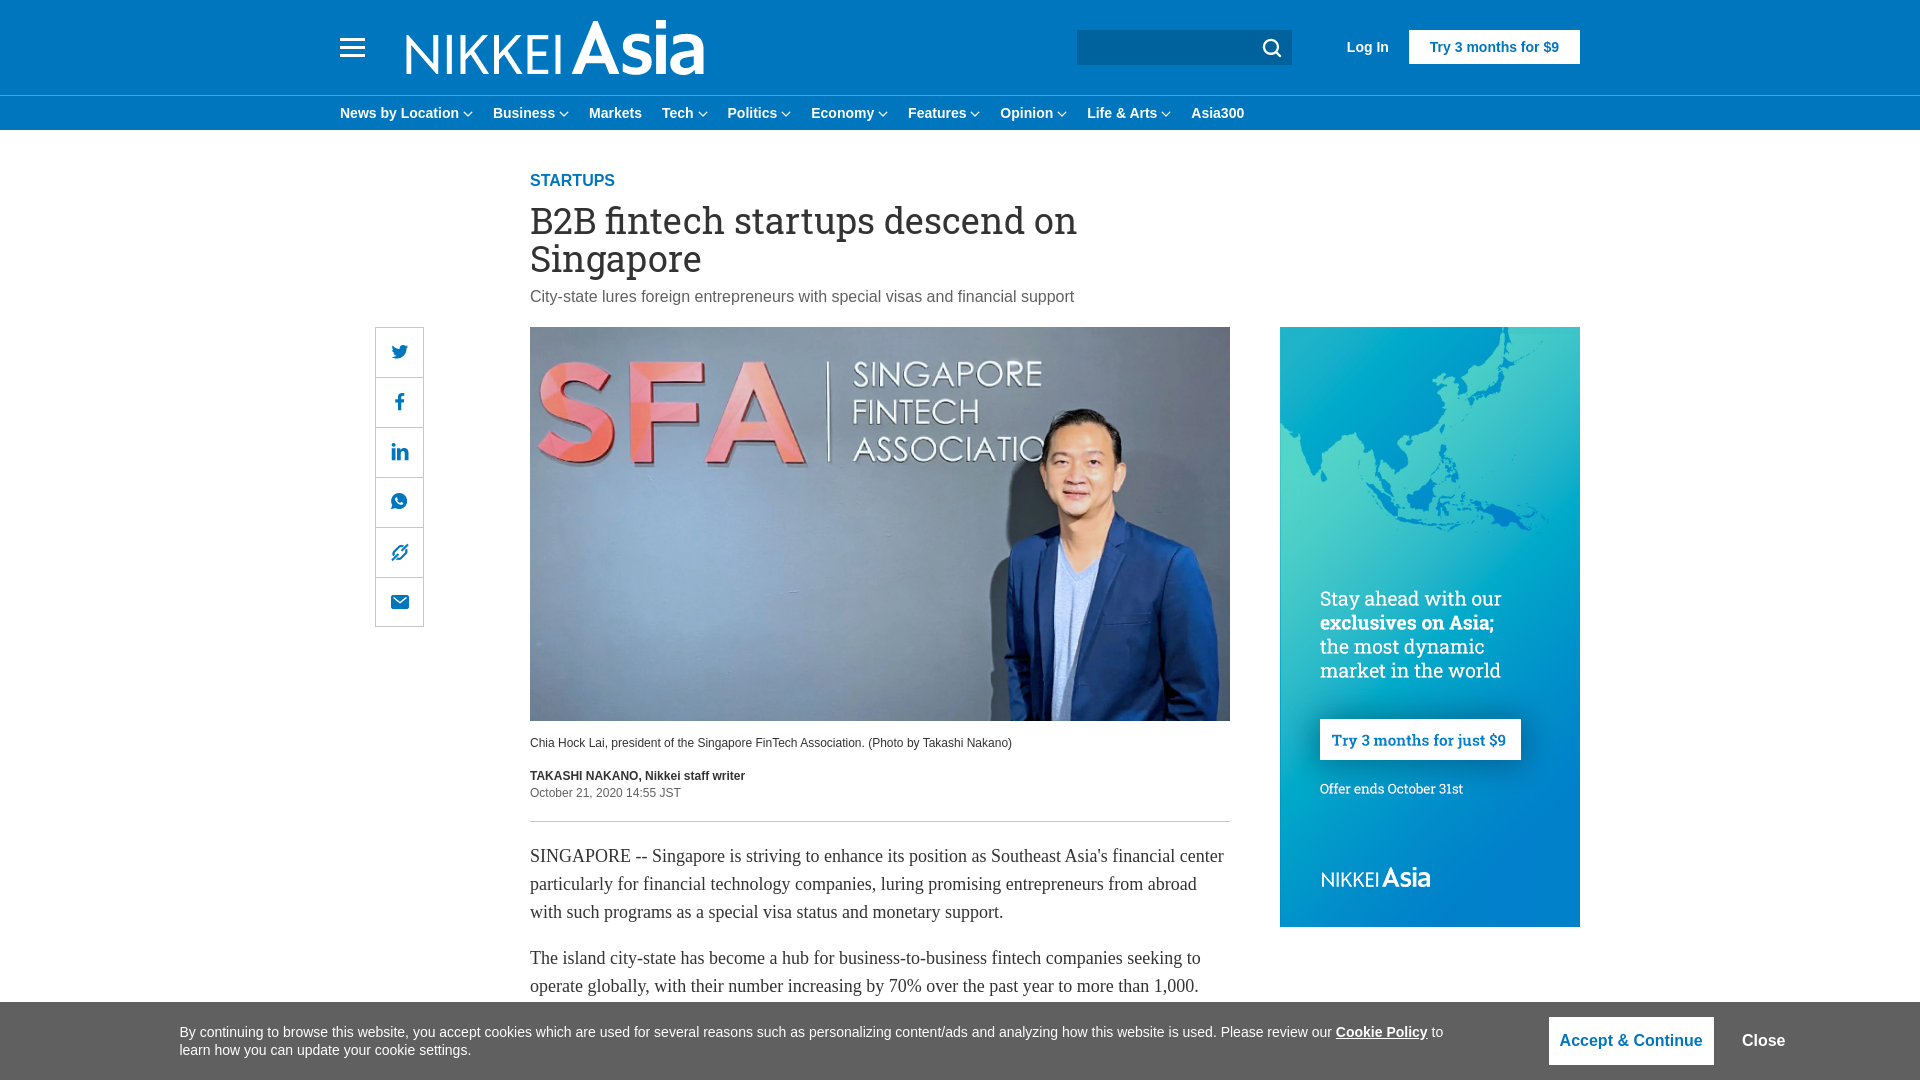 NIKKEI Asia
Log In
Try 3 months for $9
News by Location
Business
Markets
Tech
Politics
Economy
Features
Opinion
Life & Arts
Asia300
STARTUPS
B2B fintech startups descend on
Singapore
City-state lures foreign entrepreneurs with special visas and financial support
SFA
SINGAPORE
FINTECH
ASSOCIATIO
Chia Hock Lai, president of the Singapore FinTech Association. (Photo by Takashi Nakano)
TAKASHI NAKANO, Nikkei staff writer
October 21, 2020 14:55 JST
SINGAPORE -- Singapore is striving to enhance its position as Southeast Asia's financial center
particularly for financial technology companies, luring promising entrepreneurs from abroad
with such programs as a special visa status and monetary support.
The island city-state has become a hub for business-to-business fintech companies seeking to
operate globally, with their number increasing by 70% over the past year to more than 1,000.
Stay ahead with our
exclusives on Asia;
the most dynamic
market in the world
Try 3 months for just $9
Offer ends October 31st
NIKKEI Asia
By continuing to browse this website, you accept cookies which are used for several reasons such as personalizing content/ads and analyzing how this website is used. Please review our Cookie Policy to
learn how you can update your cookie settings.
Accept & Continue
Close